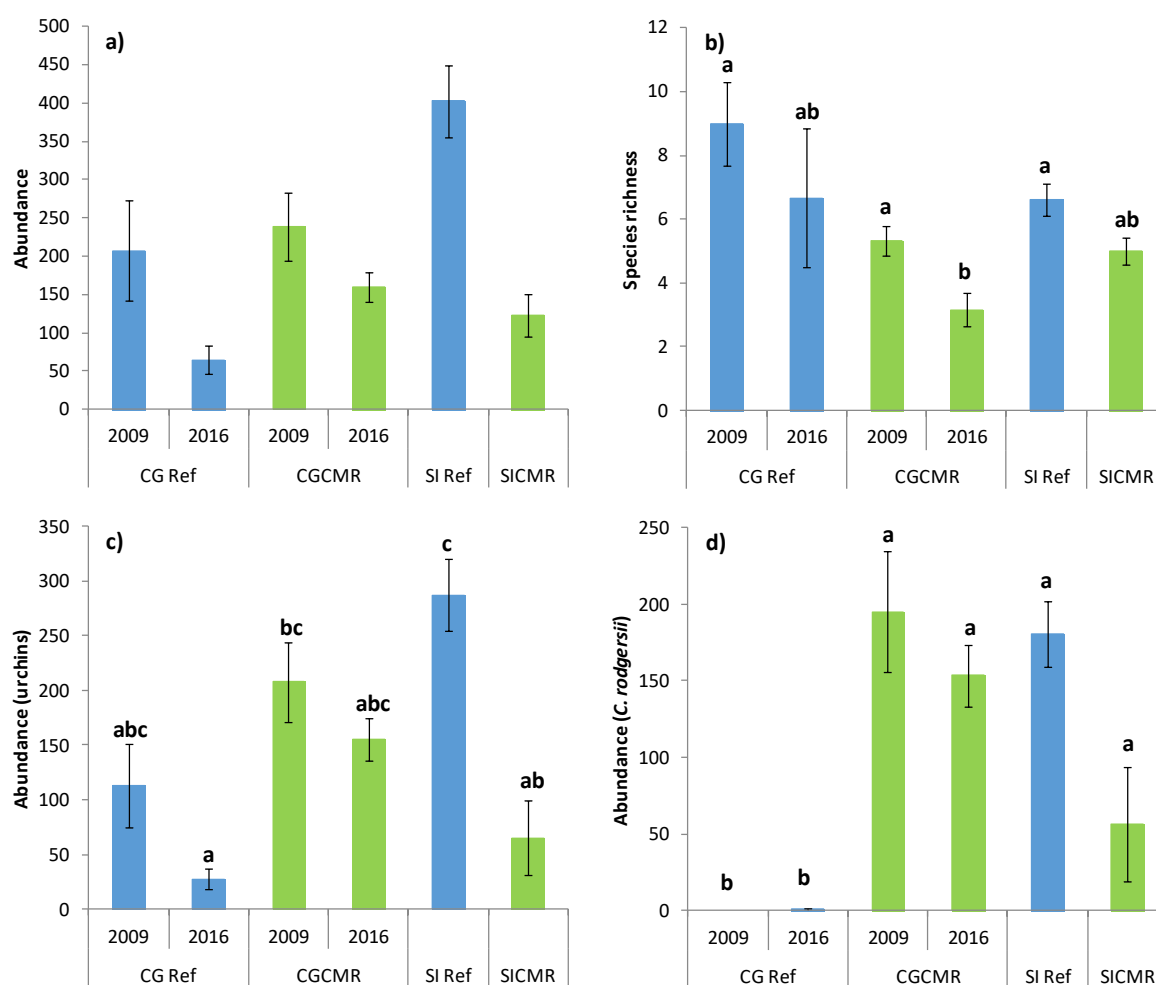 a)
Abundance
500
450
400
350
300
250
200
150
100
50
0
2009 2016 2009 2016
CG Ref CGCMR SI Ref SICMR
b)
Species richness
12
10
8
6
4
2
0
a ab a b a ab
2009 2016 2009 2016
CG Ref CGCMR SI Ref SICMR
c)
Abundance (urchins)
350
300
250
200
150
100
50
0
abc a bc abc c ab
2009 2016 2009 2016
CG Ref CGCMR SI Ref SICMR
d)
Abundance (C. rodgersii)
250
200
150
100
50
0
b b a a a a
2009 2016 2009 2016
CG Ref CGCMR SI Ref SICMR